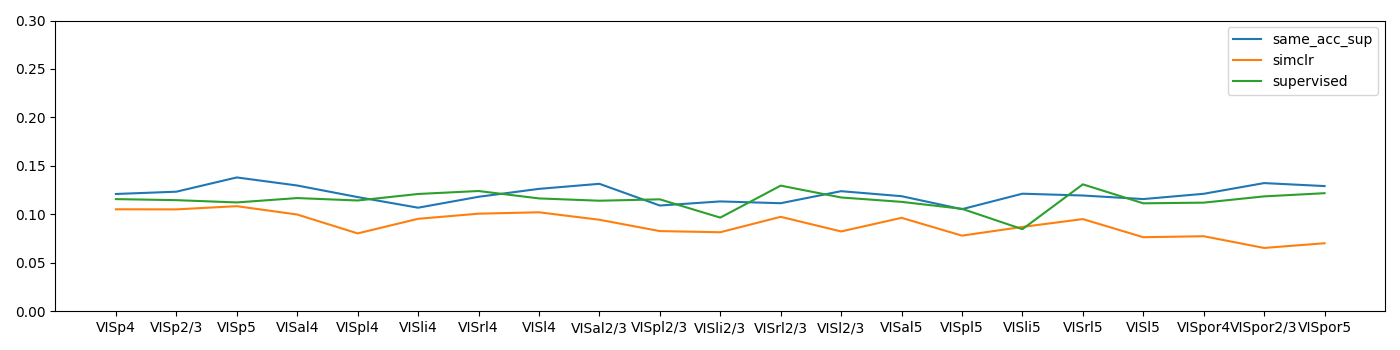 0.30
0.25
0.20
0.15
0.10
0.05
0.00
same_acc_sup
simclr
supervised
VISp4 VISp2/3 VISp5 VISal4 VISpl4 VISli4 VISrl4 VISl4 VISal2/3 VISpl2/3 VISli2/3 VISrl2/3 VISl2/3 VISal5 VISpl5 VISli5 VISrl5 VISl5 VISpor4 VISpor2/3 VISpor5